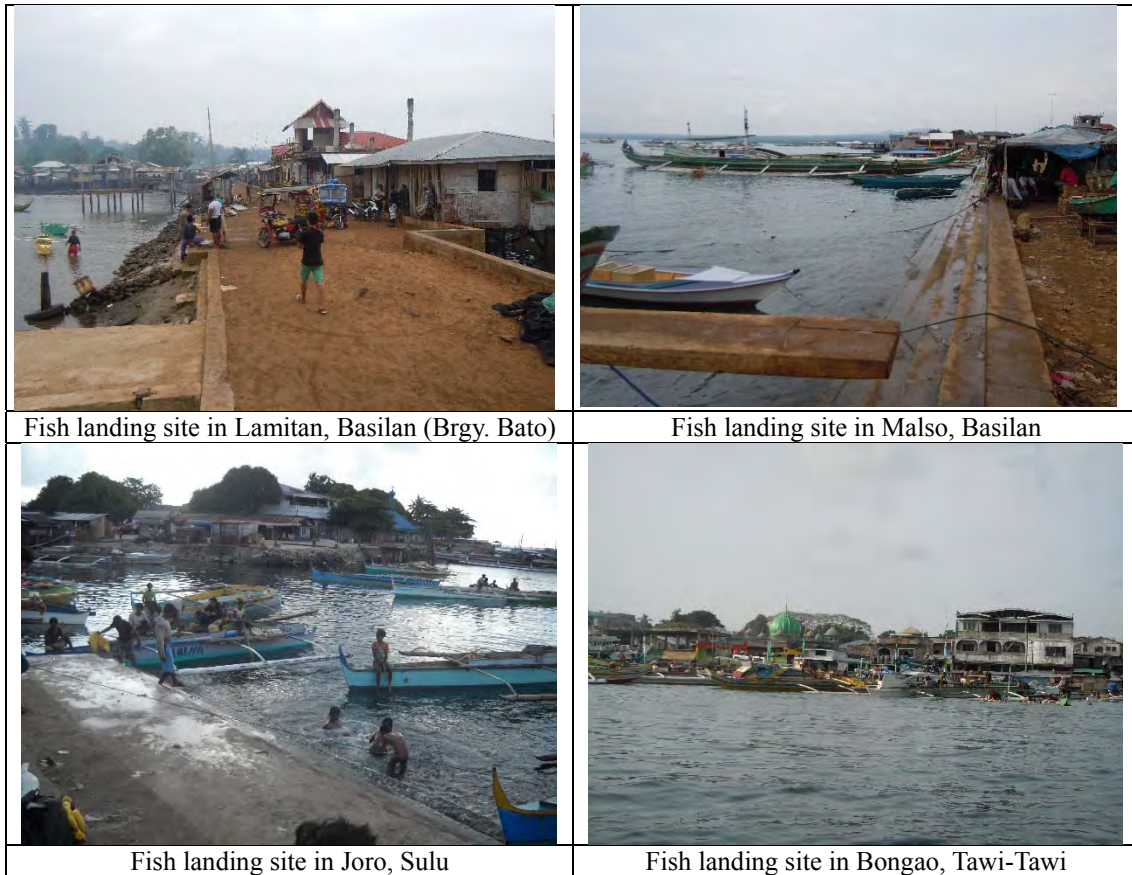 Fish landing site in Lamitan, Basilan (Brgy. Bato)
Fish landing site in Malso, Basilan
Fish landing site in Joro, Sulu
Fish landing site in Bongao, Tawi-Tawi